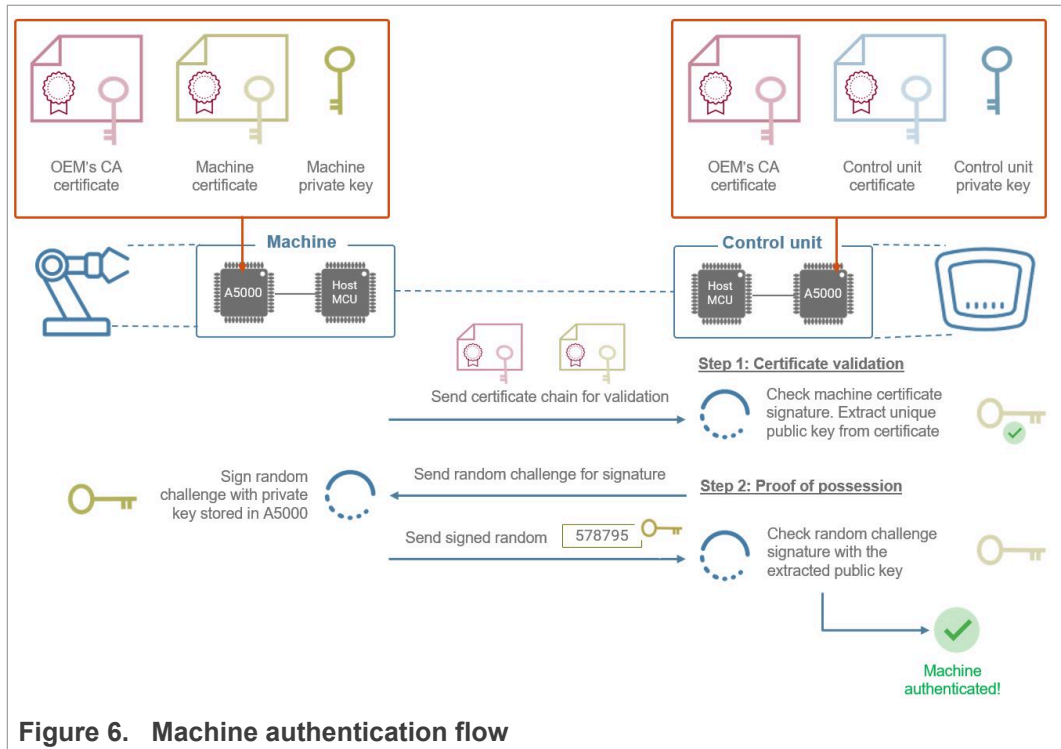 OEM's CA
certificate
Machine
certificate
Machine
private key
OEM's CA
certificate
Control unit
certificate
Control unit
private key
Machine
A5000
Host
MCU
Control unit
Host
MCU
A5000
Send certificate chain for validation
Step 1: Certificate validation
Check machine certificate
signature. Extract unique
public key from certificate
Sign random
challenge with private
key stored in A5000
Send random challenge for signature
Step 2: Proof of possession
Send signed random
578795
Check random challenge
signature with the
extracted public key
Machine
authenticated!
Figure 6. Machine authentication flow